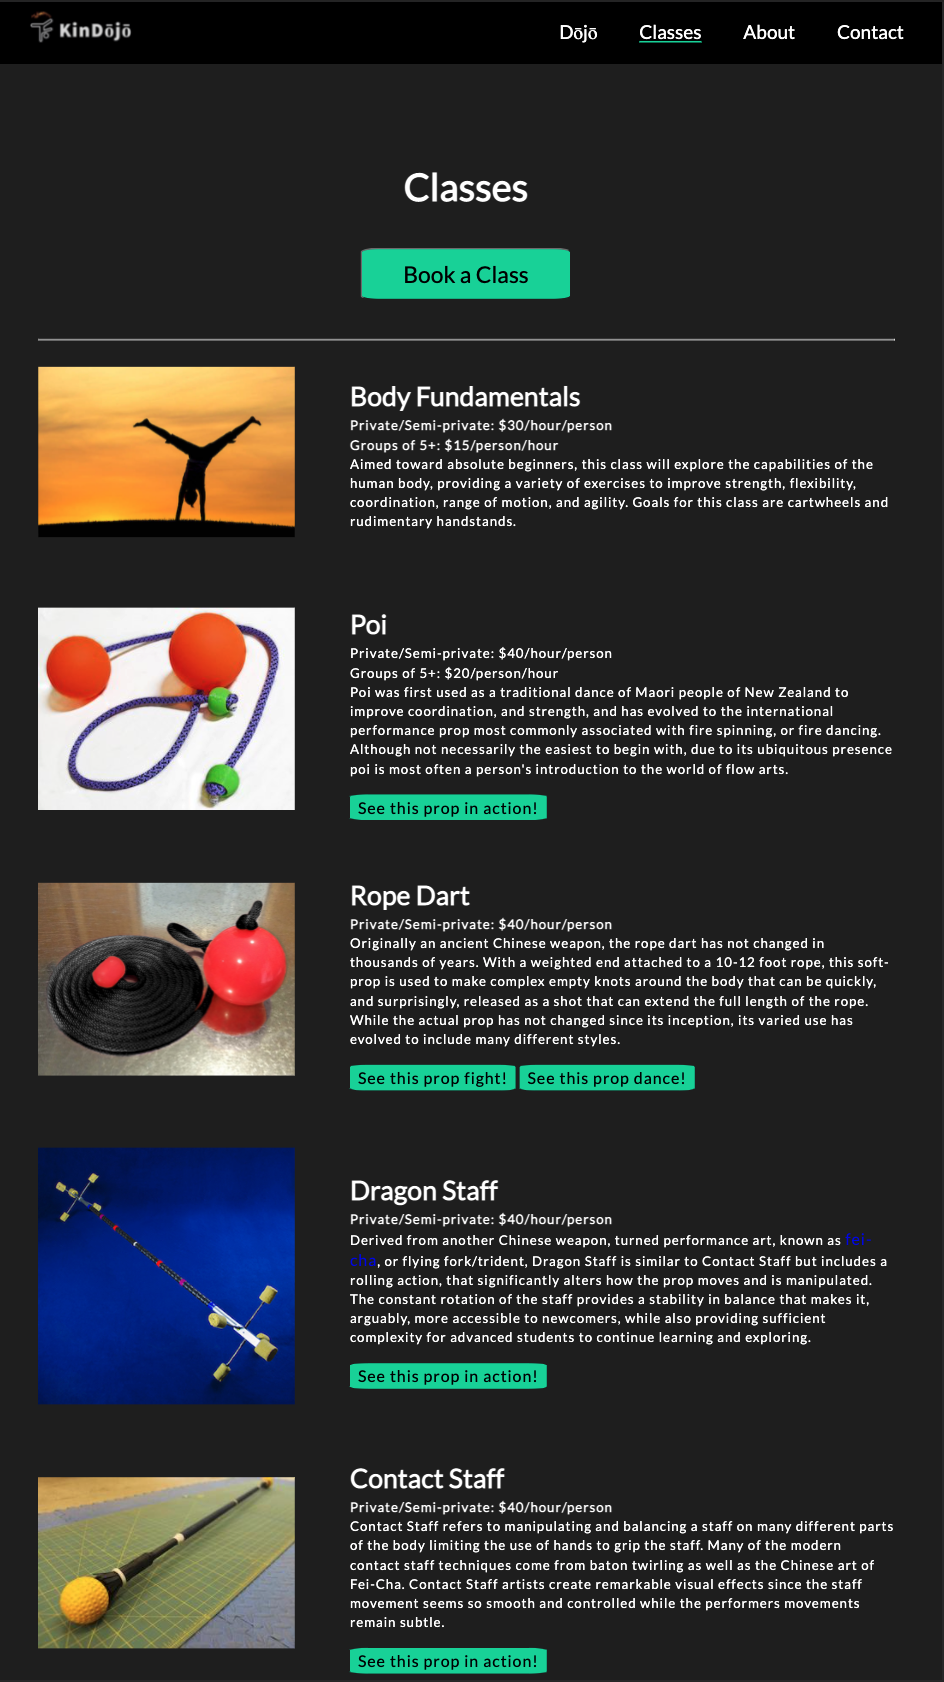 KinDōjō
Dōjō
Classes
About
Contact
Classes
Book a Class
Body Fundamentals
Private/Semi-private: $30/hour/person
Groups of 5+: $15/person/hour
Aimed toward absolute beginners, this class will explore the capabilities of the
human body, providing a variety of exercises to improve strength, flexibility,
coordination, range of motion, and agility. Goals for this class are cartwheels and
rudimentary handstands.
Poi
Private/Semi-private: $40/hour/person
Groups of 5+: $20/person/hour
Poi was first used as a traditional dance of Maori people of New Zealand to
improve coordination, and strength, and has evolved to the international
performance prop most commonly associated with fire spinning, or fire dancing.
Although not necessarily the easiest to begin with, due to its ubiquitous presence
poi is most often a person's introduction to the world of flow arts.
See this prop in action!
Rope Dart
Private/Semi-private: $40/hour/person
Originally an ancient Chinese weapon, the rope dart has not changed in
thousands of years. With a weighted end attached to a 10-12 foot rope, this soft-
prop is used to make complex empty knots around the body that can be quickly,
and surprisingly, released as a shot that can extend the full length of the rope.
While the actual prop has not changed since its inception, its varied use has
evolved to include many different styles.
See this prop fight!
See this prop dance!
Dragon Staff
Private/Semi-private: $40/hour/person
Derived from another Chinese weapon, turned performance art, known as fei-
cha, or flying fork/trident, Dragon Staff is similar to Contact Staff but includes a
rolling action, that significantly alters how the prop moves and is manipulated.
The constant rotation of the staff provides a stability in balance that makes it,
arguably, more accessible to newcomers, while also providing sufficient
complexity for advanced students to continue learning and exploring.
See this prop in action!
Contact Staff
Private/Semi-private: $40/hour/person
Contact Staff refers to manipulating and balancing a staff on many different parts
of the body limiting the use of hands to grip the staff. Many of the modern
contact staff techniques come from baton twirling as well as the Chinese art of
Fei-Cha. Contact Staff artists create remarkable visual effects since the staff
movement seems so smooth and controlled while the performers movements
remain subtle.
See this prop in action!